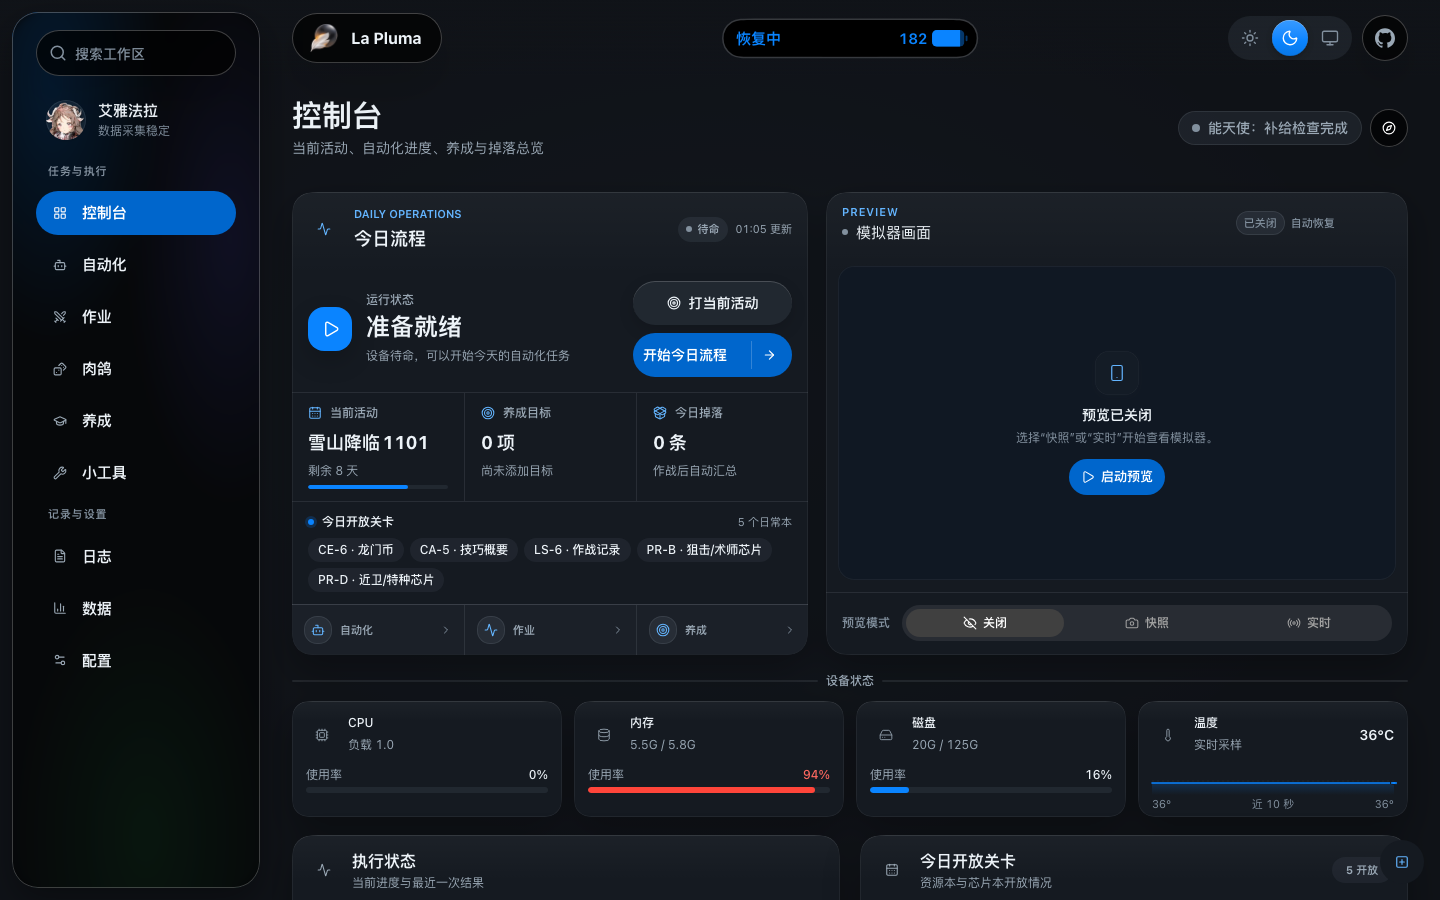 搜索工作区
艾雅法拉
数据采集稳定
任务与执行
控制台
自动化
作业
肉鸽
养成
小工具
记录与设置
日志
数据
配置
La Pluma
恢复中 182
控制台
当前活动、自动化进度、养成与掉落总览
能天使：补给检查完成
DAILY OPERATIONS
今日流程
待命 01:05 更新
运行状态
准备就绪
设备待命，可以开始今天的自动化任务
打当前活动
开始今日流程
当前活动
雪山降临 1101
剩余 8 天
养成目标
0 项
尚未添加目标
今日掉落
0 条
作战后自动汇总
今日开放关卡 5 个日常本
CE-6 · 龙门币 CA-5 · 技巧概要 LS-6 · 作战记录 PR-B · 狙击/术师芯片
PR-D · 近卫/特种芯片
自动化 作业 养成
PREVIEW
模拟器画面
已关闭 自动恢复
预览已关闭
选择“快照”或“实时”开始查看模拟器。
启动预览
预览模式 关闭 快照 实时
设备状态
CPU
负载 1.0
使用率 0%
内存
5.5G / 5.8G
使用率 94%
磁盘
20G / 125G
使用率 16%
温度
实时采样
36°C
36° 近 10 秒 36°
执行状态
当前进度与最近一次结果
今日开放关卡
资源本与芯片本开放情况
5 开放